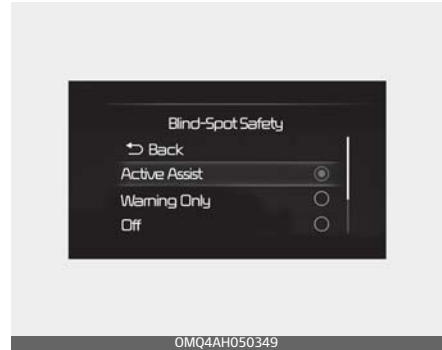 Blind-Spot Safety
Back
Active Assist
Warning Only
Off
OMQ4AH050349